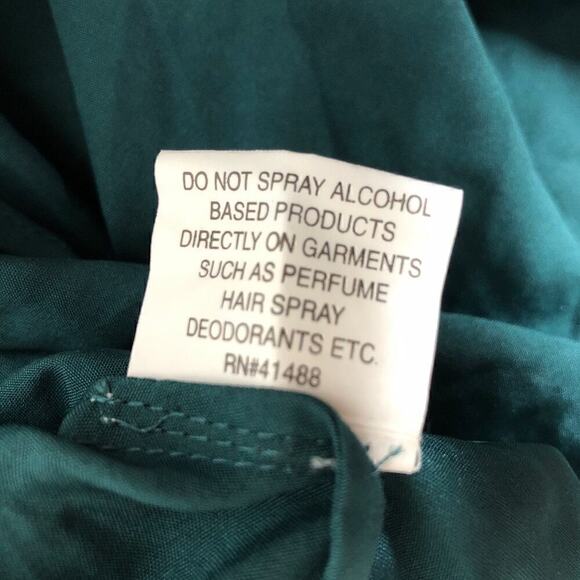 DO NOT SPRAY ALCOHOL
BASED PRODUCTS
DIRECTLY ON GARMENTS
SUCH AS PERFUME
HAIR SPRAY
DEODORANTS ETC.
RN#41488